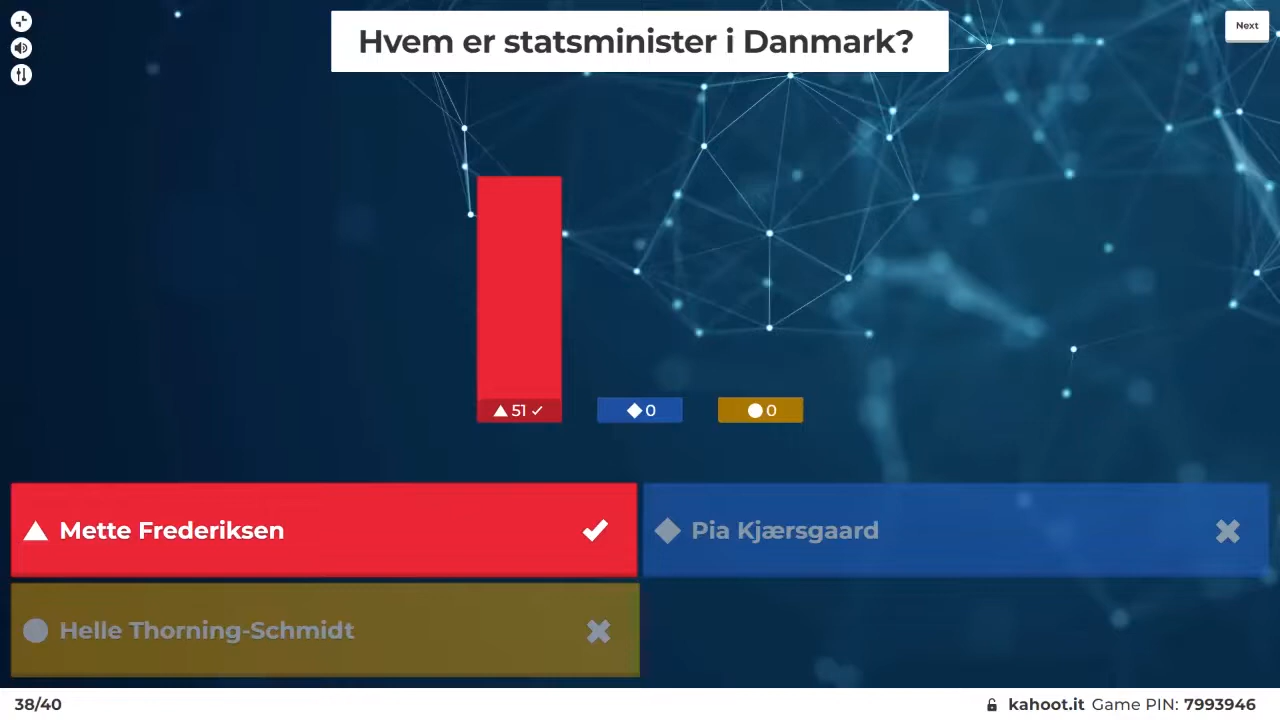 Hvem er statsminister i Danmark?
Next
51
0
0
Mette Frederiksen
Pia Kjærsgaard
Helle Thorning-Schmidt
38/40
kahoot.it Game PIN: 7993946